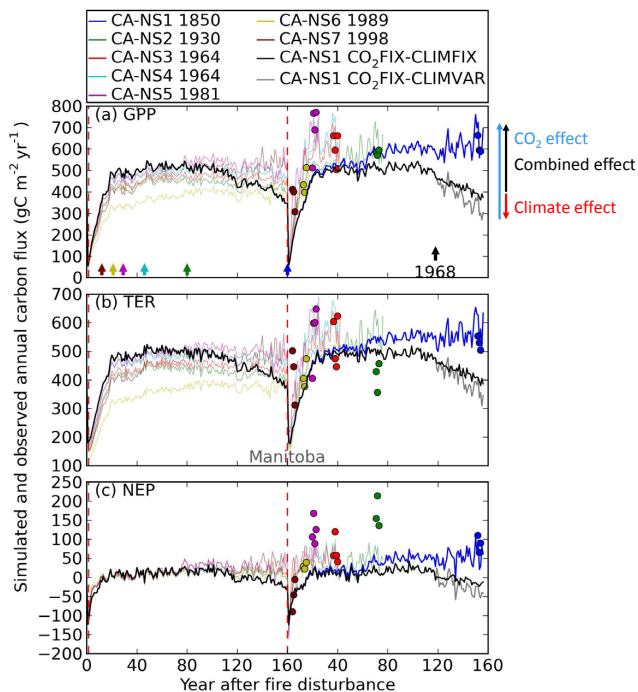 CA-NS1 1850
CA-NS2 1930
CA-NS3 1964
CA-NS4 1964
CA-NS5 1981
CA-NS6 1989
CA-NS7 1998
CA-NS1 CO₂FIX-CLIMFIX
CA-NS1 CO₂FIX-CLIMVAR
Simulated and observed annual carbon flux (gC m⁻² yr⁻¹)
(a) GPP
800
700
600
500
400
300
200
100
0
1968
CO₂ effect
Combined effect
Climate effect
(b) TER
700
600
500
400
300
200
100
Manitoba
(c) NEP
250
200
150
100
50
0
−50
−100
−150
−200
0 40 80 120 160 40 80 120 160
Year after fire disturbance